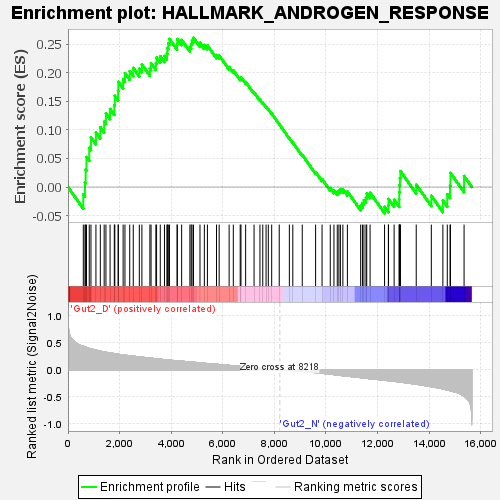 Enrichment plot: HALLMARK_ANDROGEN_RESPONSE
Enrichment score (ES)
0.25
0.20
0.15
0.10
0.05
0.00
-0.05
'Gut2_D' (positively correlated)
Ranked list metric (Signal2Noise)
1.0
0.5
0.0
-0.5
-1.0
Zero cross at 8218
'Gut2_N' (negatively correlated)
0 2,000 4,000 6,000 8,000 10,000 12,000 14,000 16,000
Rank in Ordered Dataset
Enrichment profile Hits Ranking metric scores